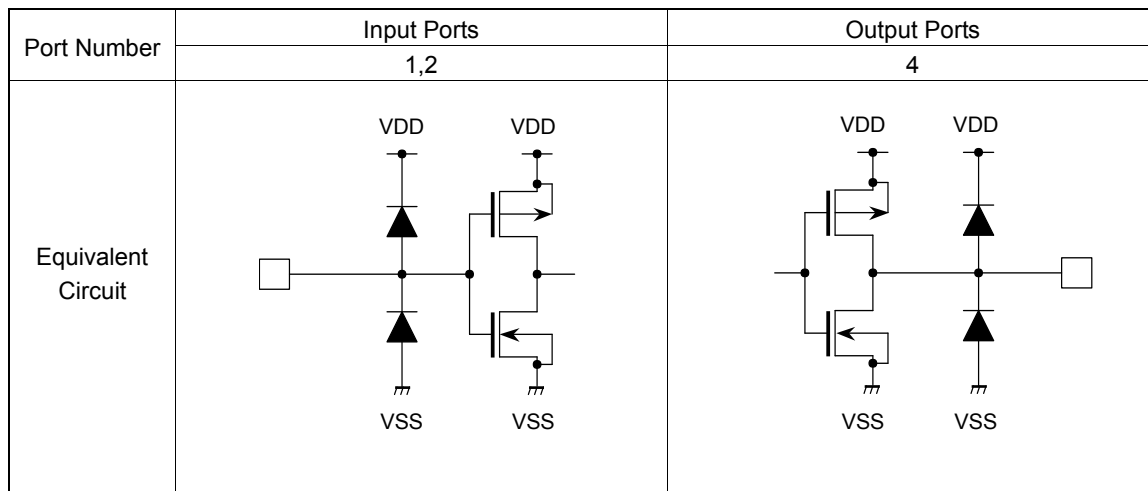 Port Number
Input Ports
Output Ports
1,2
4
Equivalent
Circuit
VDD
VDD
VSS
VSS
VDD
VDD
VSS
VSS